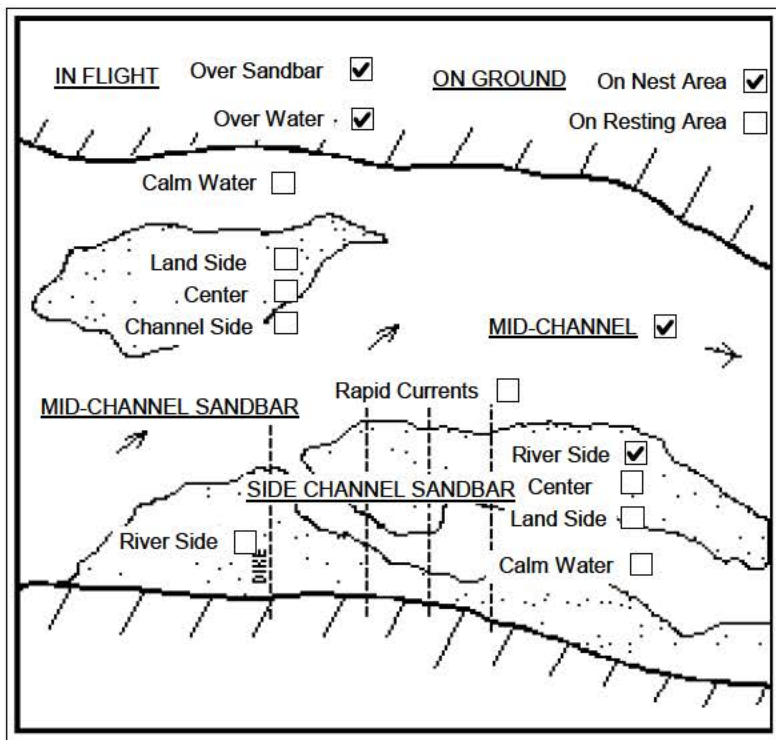 IN FLIGHT
Over Sandbar
ON GROUND
On Nest Area
Over Water
On Resting Area
Calm Water
Land Side
Center
Channel Side
MID-CHANNEL
Rapid Currents
MID-CHANNEL SANDBAR
River Side
SIDE CHANNEL SANDBAR
Center
Land Side
River Side
DIKE
Calm Water